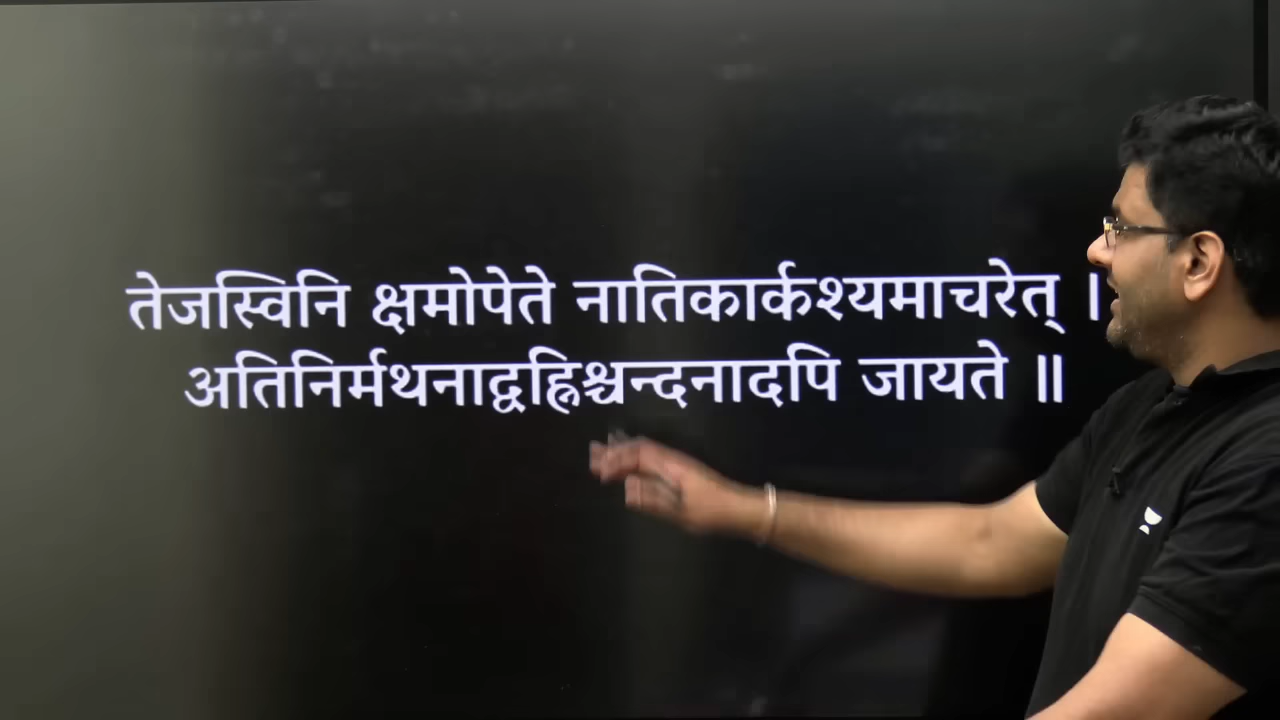 तेजस्विनि क्षमोपेते नातिकार्कश्यमाचरेत् ।
अतिनिर्मथनाद्वह्निश्चन्दनादपि जायते ॥